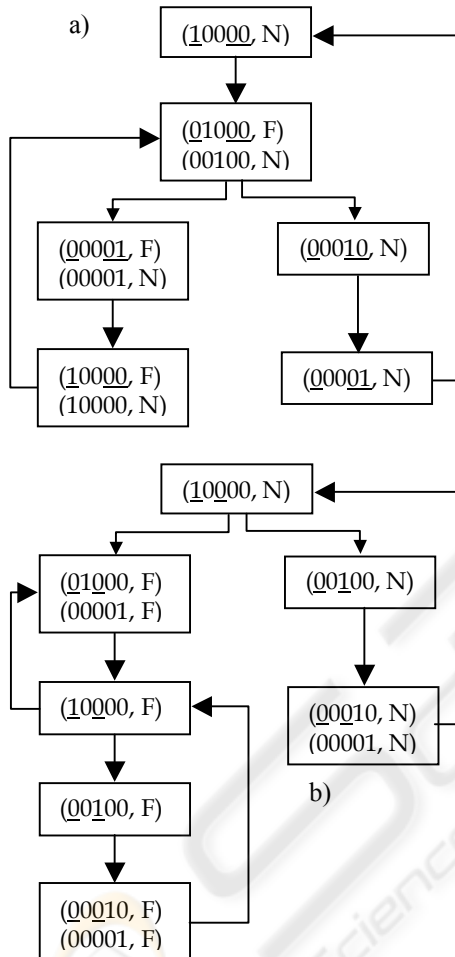 a)
(10000, N)
(01000, F)
(00100, N)
(00001, F)
(00001, N)
(00010, N)
(10000, F)
(10000, N)
(00001, N)
(10000, N)
(01000, F)
(00001, F)
(00100, N)
(10000, F)
(00010, N)
(00001, N)
b)
(00100, F)
(00010, F)
(00001, F)
Science